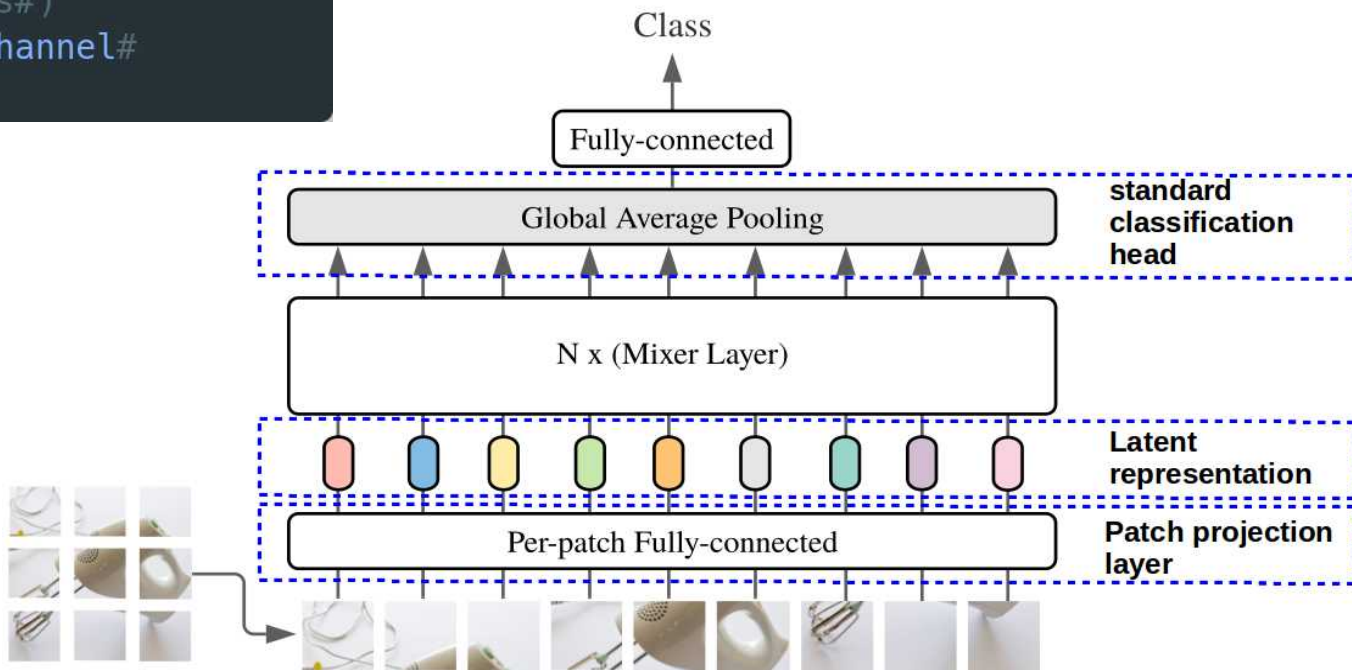 s#)
hannel#
Class
Fully-connected
Global Average Pooling
standard
classification
head
N x (Mixer Layer)
Latent
representation
Per-patch Fully-connected
Patch projection
layer